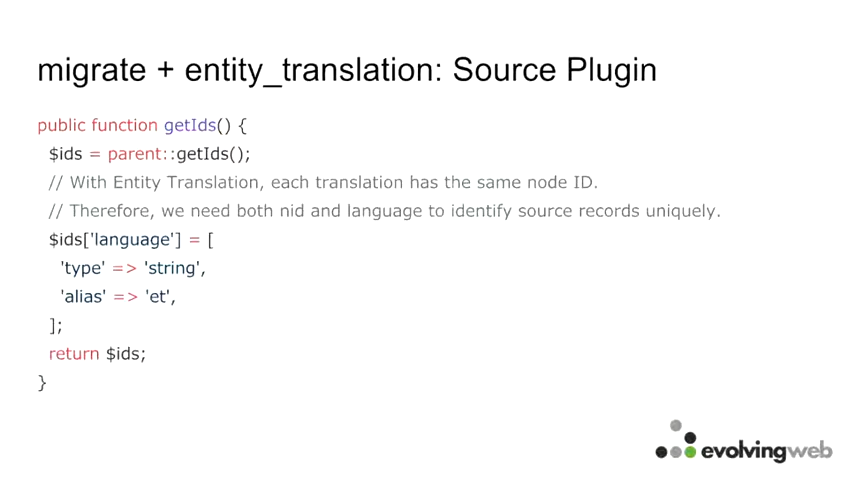 migrate + entity_translation: Source Plugin
public function getIds() {
$ids = parent::getIds();
// With Entity Translation, each translation has the same node ID.
// Therefore, we need both nid and language to identify source records uniquely.
$ids['language'] = [
'type' => 'string',
'alias' => 'et',
];
return $ids;
}
evolvingweb